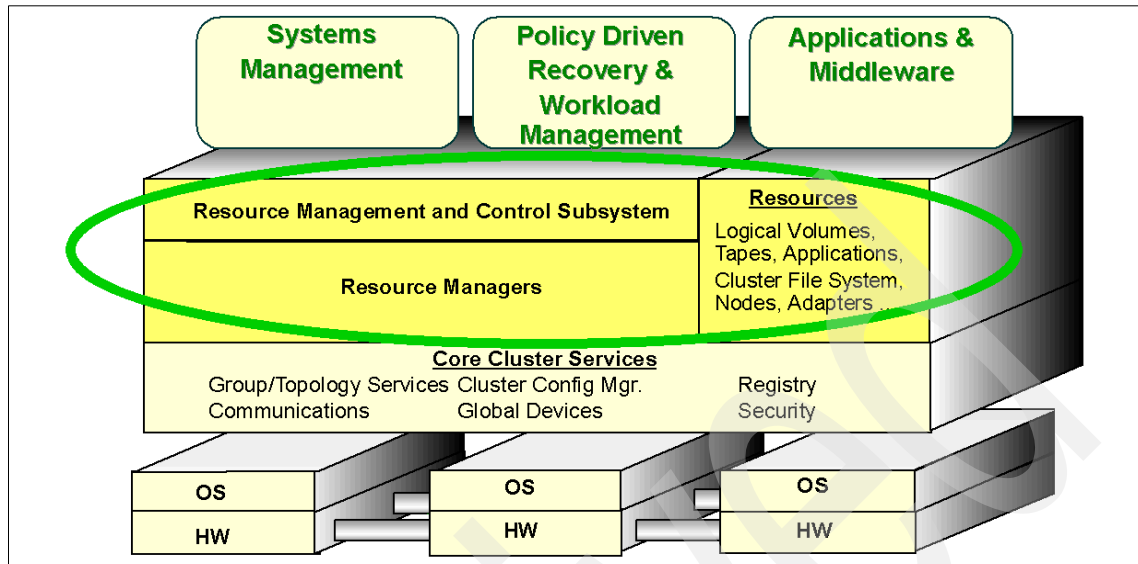 Systems
Management
Policy Driven
Recovery &
Workload
Management
Applications &
Middleware
Resource Management and Control Subsystem
Resource Managers
Resources
Logical Volumes,
Tapes, Applications,
Cluster File System,
Nodes, Adapters ...
Core Cluster Services
Group/Topology Services Cluster Config Mgr. Registry
Communications Global Devices Security
OS OS OS
HW HW HW